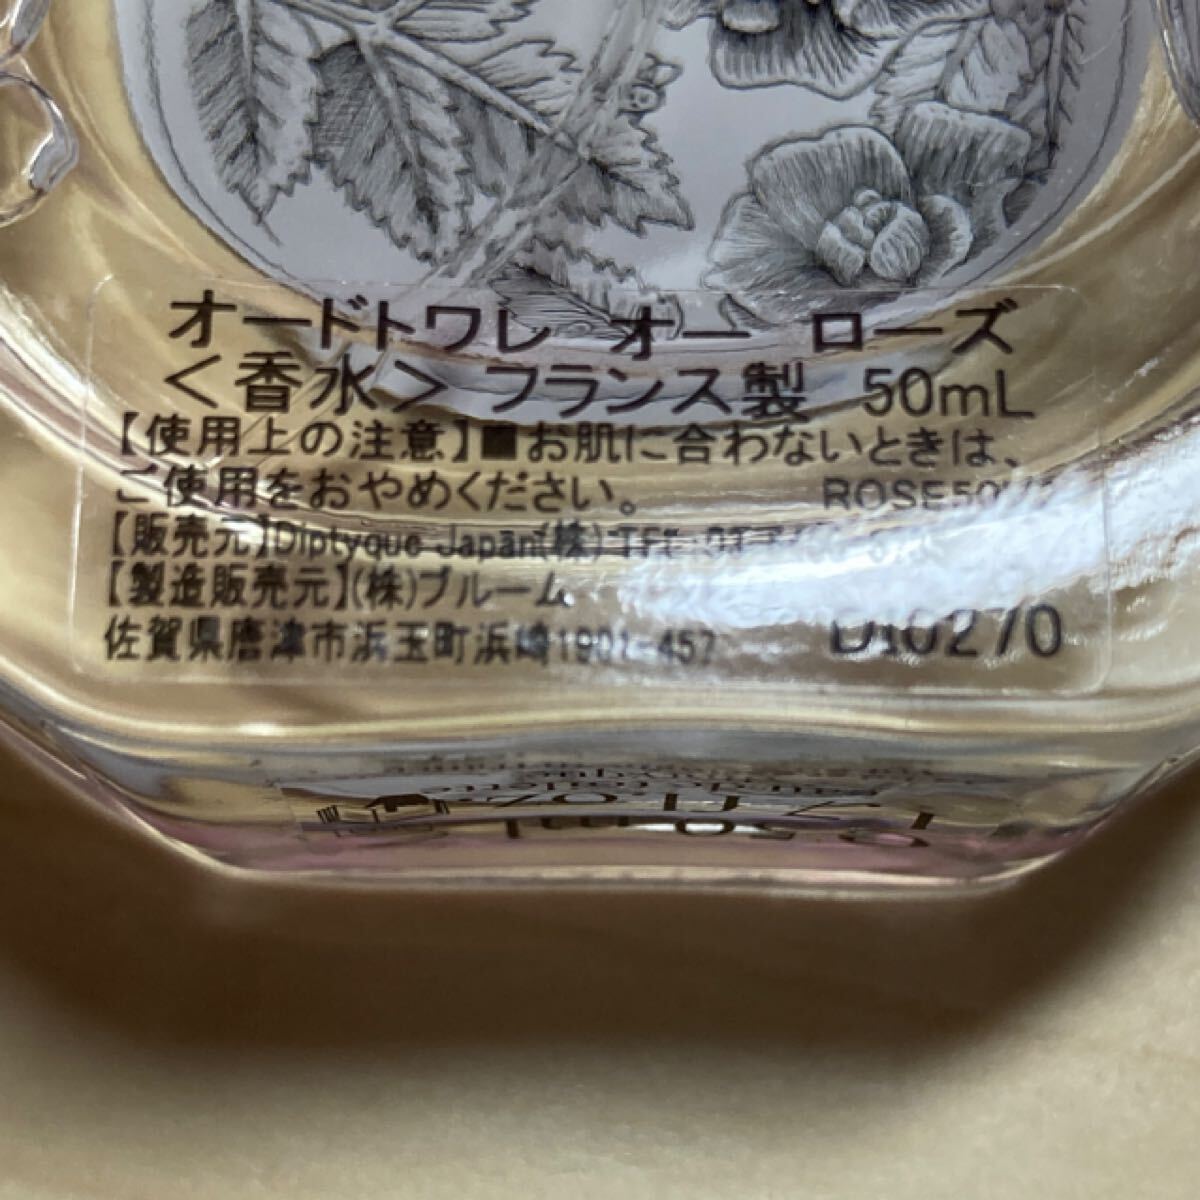 オードトワレ オー ローズ
＜香水＞ フランス製 50mL
【使用上の注意】■お肌に合わないときは、
ご使用をおやめください。
【販売元】Diptyque Japan(株)
【製造販売元】(株)ブルーム
佐賀県唐津市浜玉町浜崎1901-457 DI0270